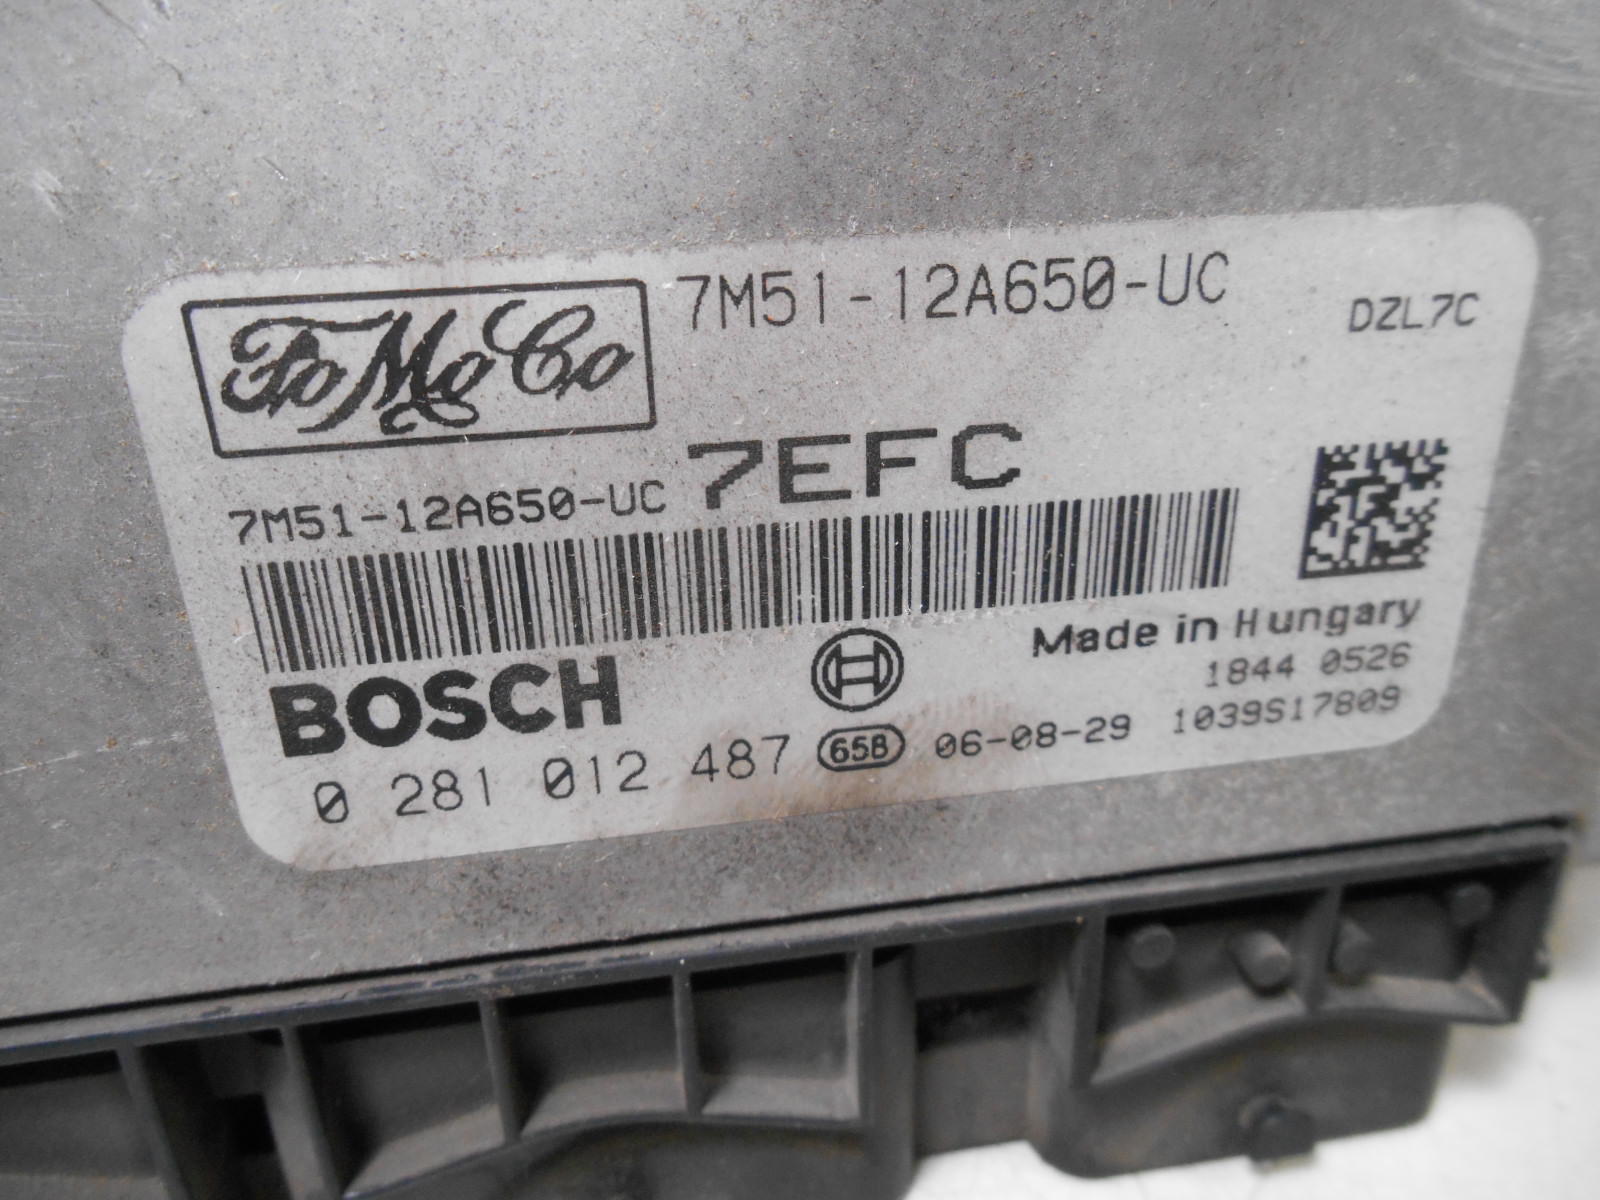 FoMoCo 7M51-12A650-UC DZL7C
7M51-12A650-UC 7EFC
Made in Hungary
BOSCH 1844 0526
0 281 012 487 65B 06-08-29 1039S17809